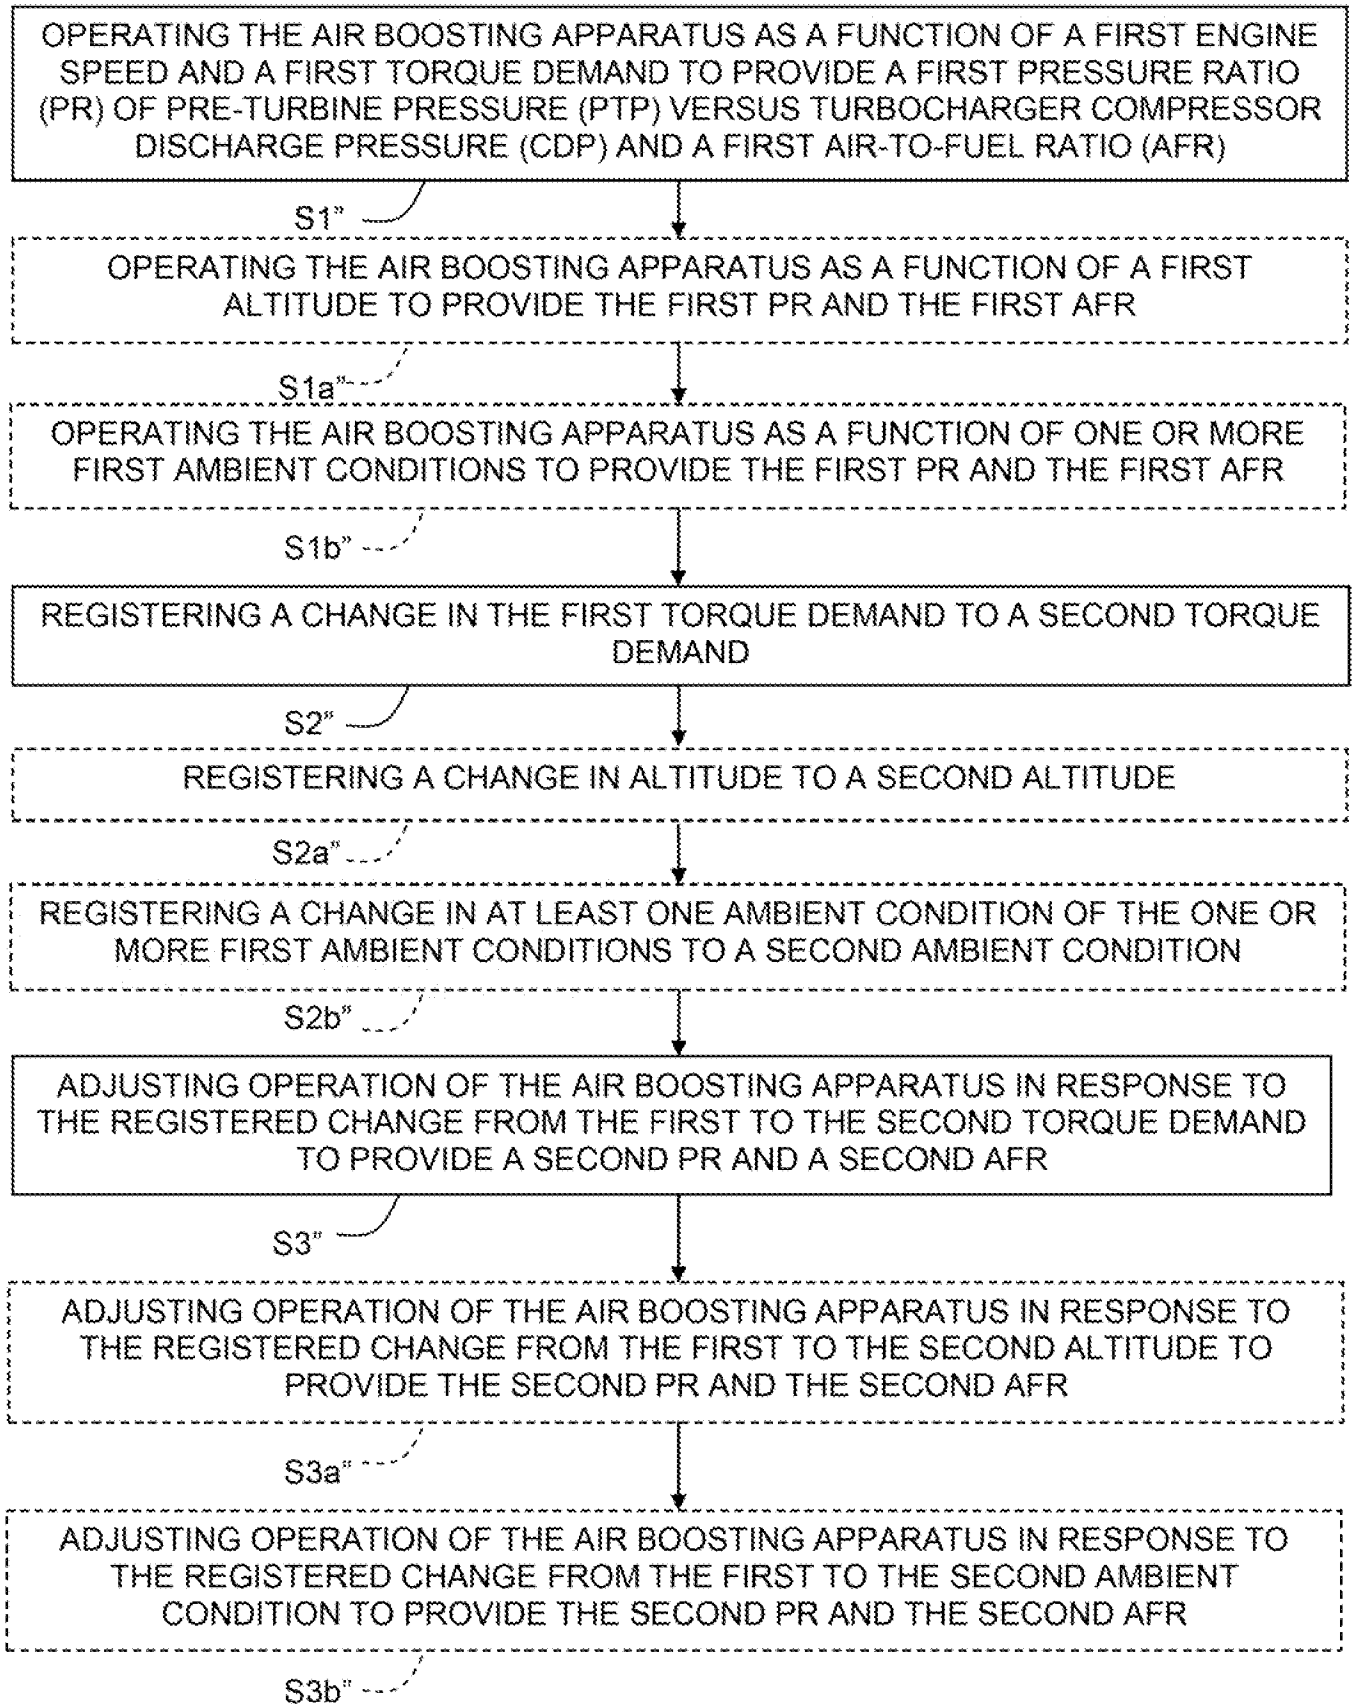 OPERATING THE AIR BOOSTING APPARATUS AS A FUNCTION OF A FIRST ENGINE
SPEED AND A FIRST TORQUE DEMAND TO PROVIDE A FIRST PRESSURE RATIO
(PR) OF PRE-TURBINE PRESSURE (PTP) VERSUS TURBOCHARGER COMPRESSOR
DISCHARGE PRESSURE (CDP) AND A FIRST AIR-TO-FUEL RATIO (AFR)
S1”
OPERATING THE AIR BOOSTING APPARATUS AS A FUNCTION OF A FIRST
ALTITUDE TO PROVIDE THE FIRST PR AND THE FIRST AFR
S1a”
OPERATING THE AIR BOOSTING APPARATUS AS A FUNCTION OF ONE OR MORE
FIRST AMBIENT CONDITIONS TO PROVIDE THE FIRST PR AND THE FIRST AFR
S1b”
REGISTERING A CHANGE IN THE FIRST TORQUE DEMAND TO A SECOND TORQUE
DEMAND
S2”
REGISTERING A CHANGE IN ALTITUDE TO A SECOND ALTITUDE
S2a”
REGISTERING A CHANGE IN AT LEAST ONE AMBIENT CONDITION OF THE ONE OR
MORE FIRST AMBIENT CONDITIONS TO A SECOND AMBIENT CONDITION
S2b”
ADJUSTING OPERATION OF THE AIR BOOSTING APPARATUS IN RESPONSE TO
THE REGISTERED CHANGE FROM THE FIRST TO THE SECOND TORQUE DEMAND
TO PROVIDE A SECOND PR AND A SECOND AFR
S3”
ADJUSTING OPERATION OF THE AIR BOOSTING APPARATUS IN RESPONSE TO
THE REGISTERED CHANGE FROM THE FIRST TO THE SECOND ALTITUDE TO
PROVIDE THE SECOND PR AND THE SECOND AFR
S3a”
ADJUSTING OPERATION OF THE AIR BOOSTING APPARATUS IN RESPONSE TO
THE REGISTERED CHANGE FROM THE FIRST TO THE SECOND AMBIENT
CONDITION TO PROVIDE THE SECOND PR AND THE SECOND AFR
S3b”